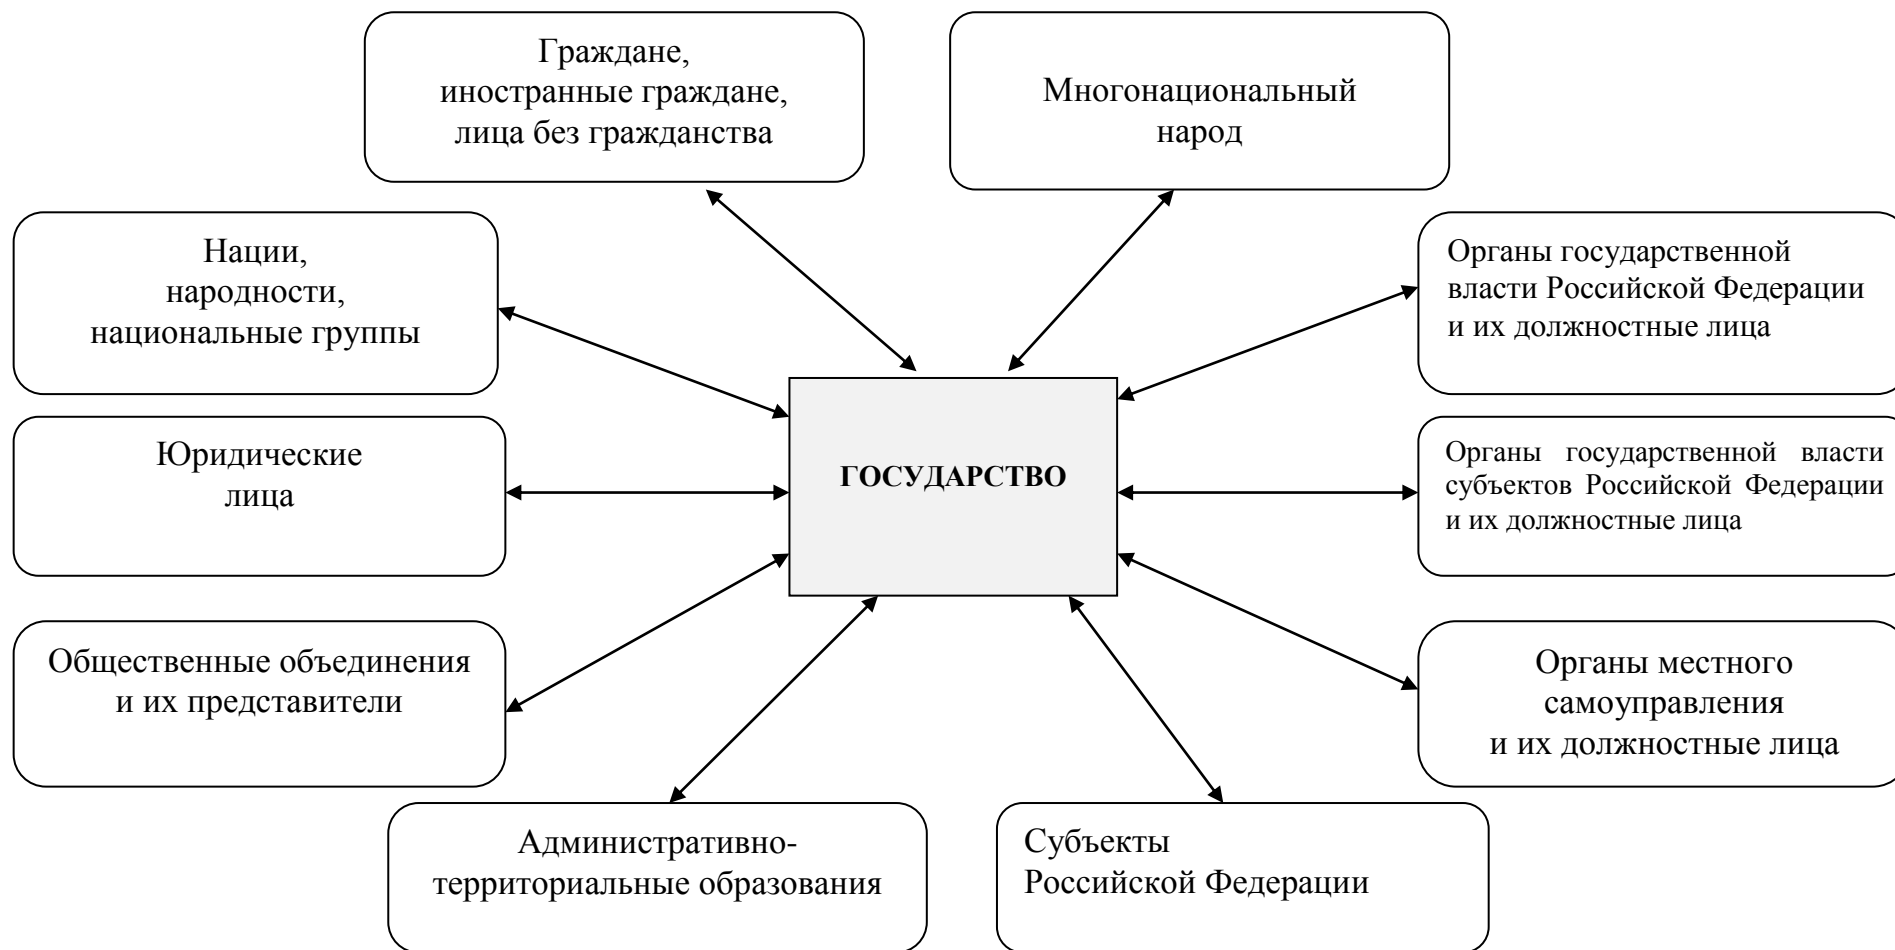 Граждане,
иностранные граждане,
лица без гражданства
Многонациональный
народ
Нации,
народности,
национальные группы
Органы государственной
власти Российской Федерации
и их должностные лица
Юридические
лица
ГОСУДАРСТВО
Органы государственной власти
субъектов Российской Федерации
и их должностные лица
Общественные объединения
и их представители
Органы местного
самоуправления
и их должностные лица
Административно-
территориальные образования
Субъекты
Российской Федерации